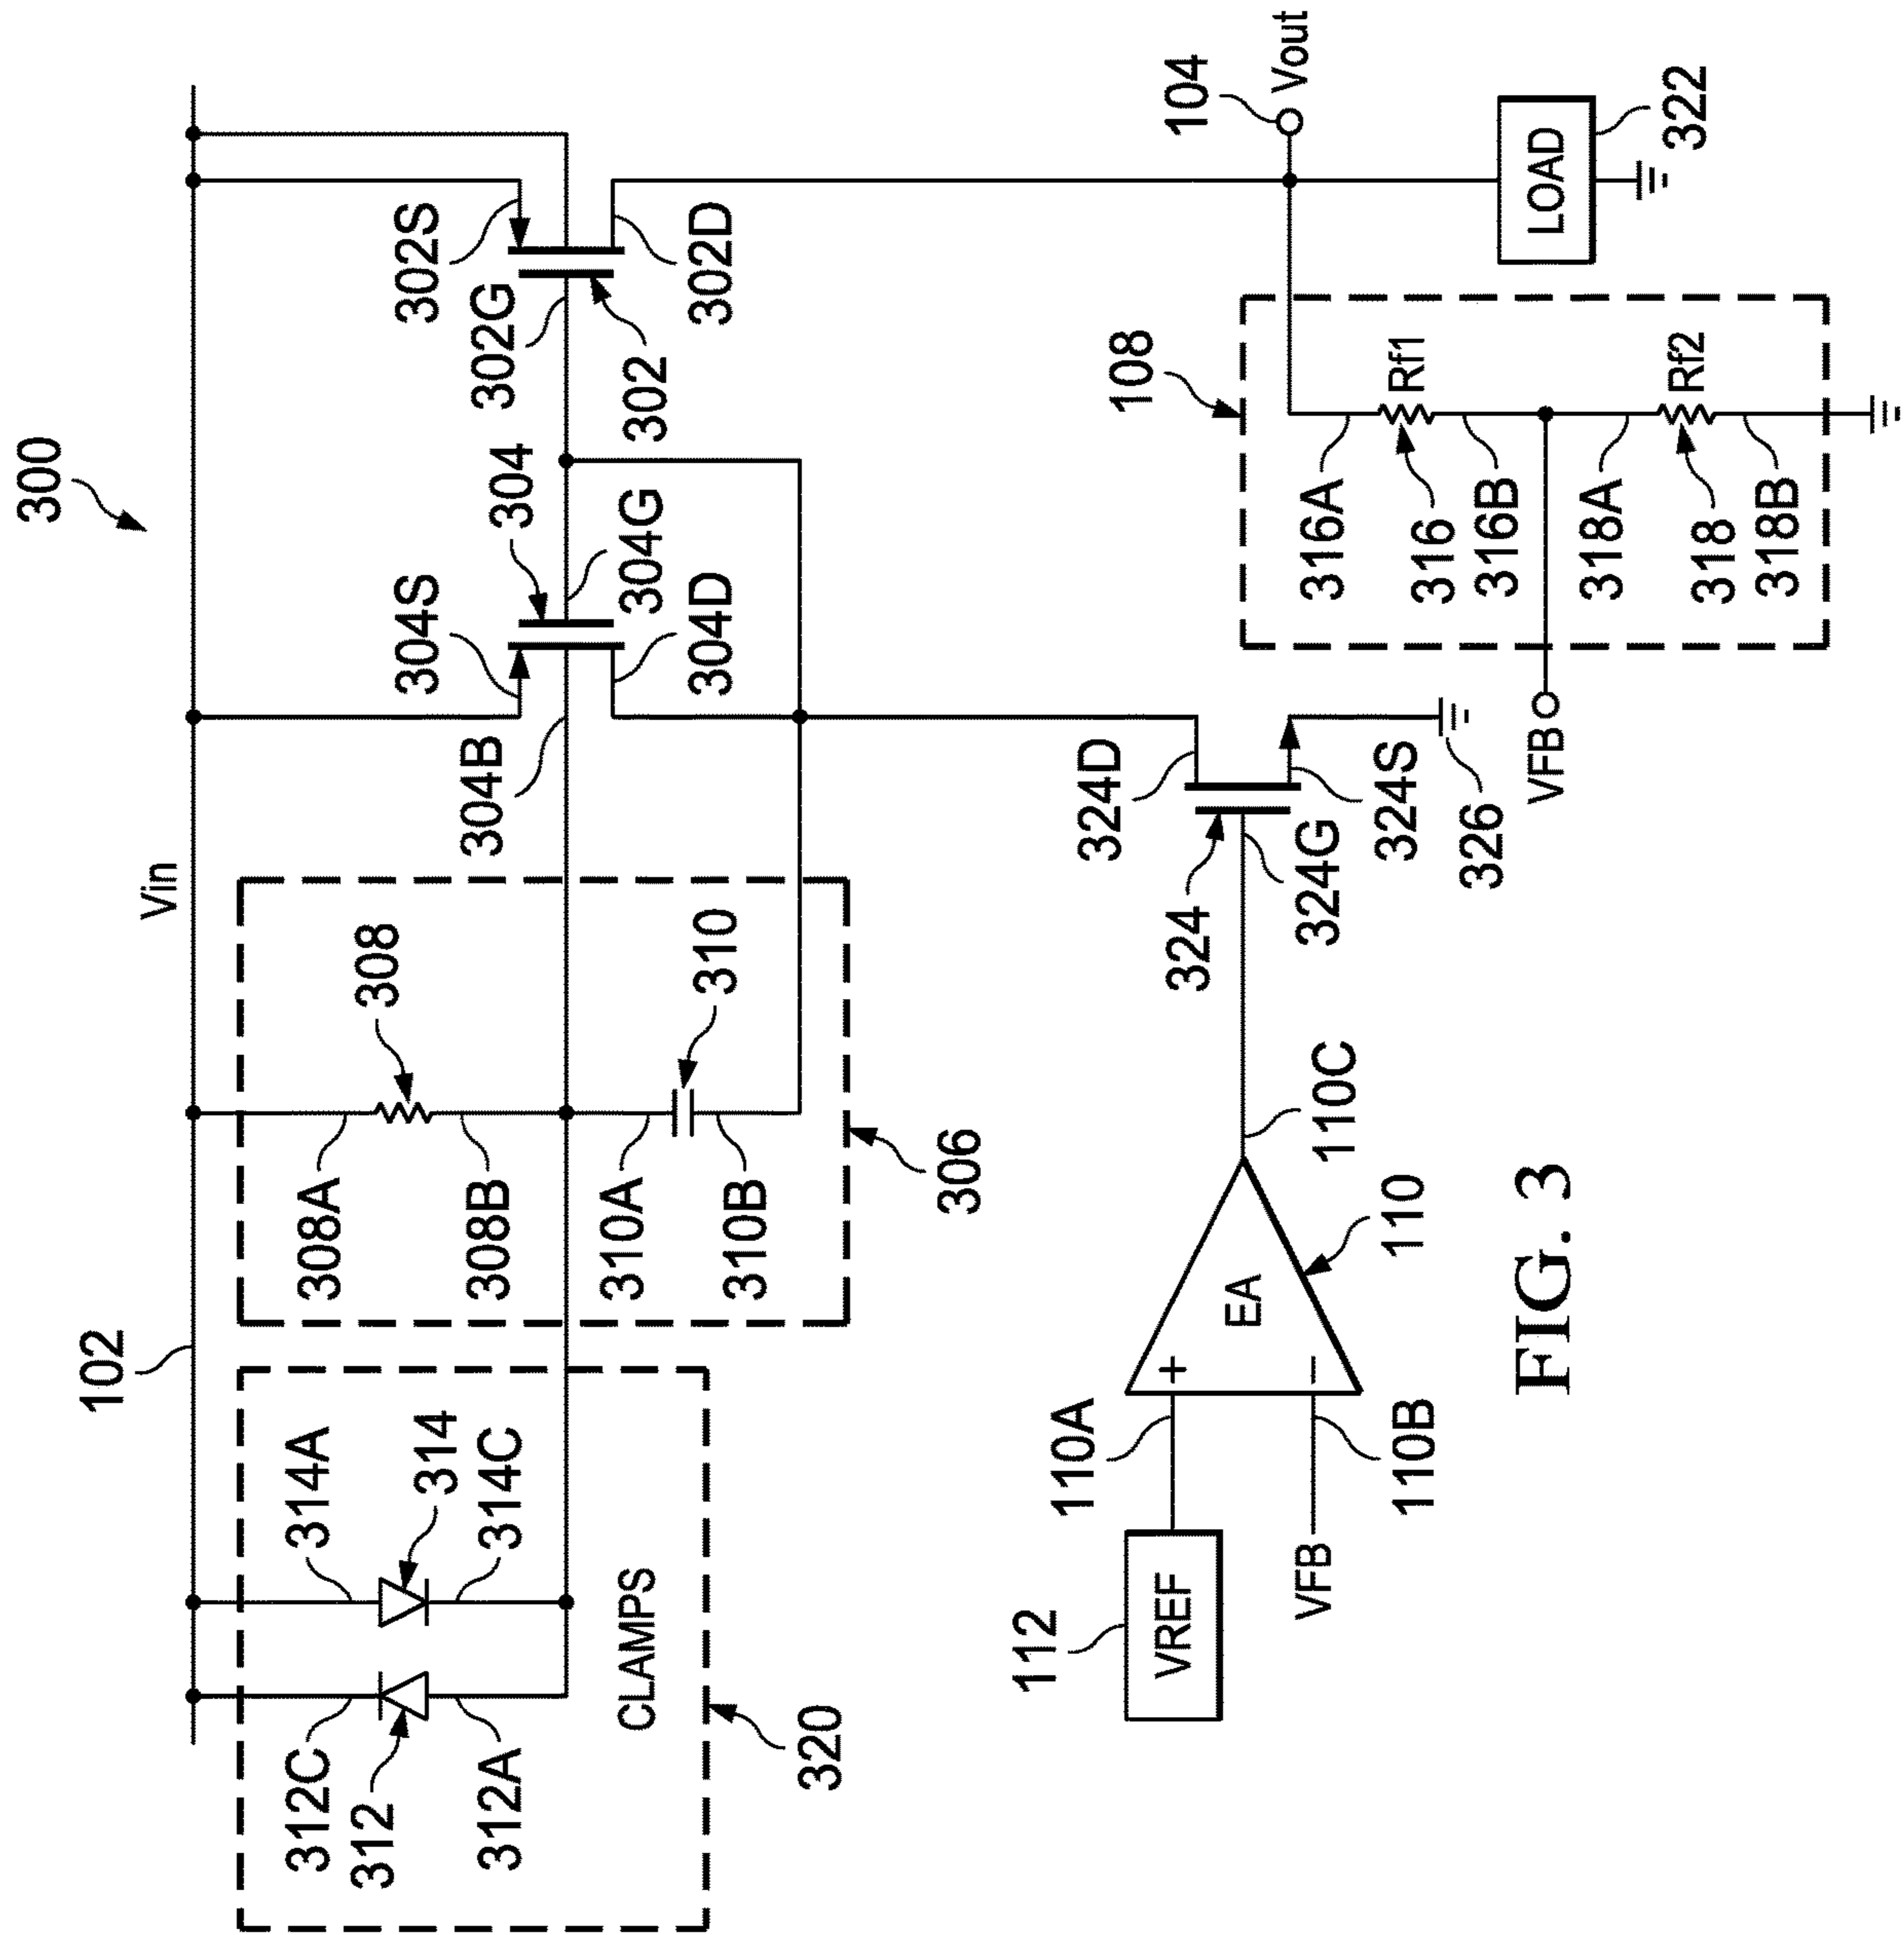 300
102
Vin
312C
312
312A
314A
314
314C
CLAMPS
320
308A
308
308B
310A
310
310B
306
304S
304
304B
304G
304D
302S
302G
302
302D
112
VREF
110A
+
EA
−
VFB
110B
110
110C
324D
324
324G
324S
326
VFB
108
316A
Rf1
316
316B
318A
Rf2
318
318B
104
Vout
LOAD
322
FIG. 3